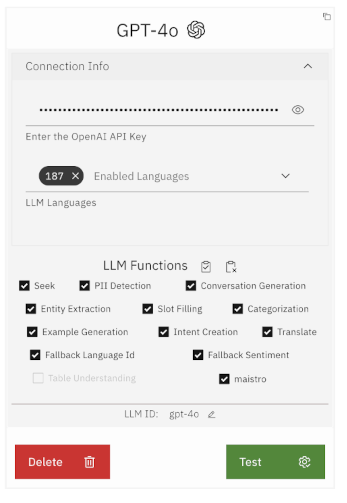 GPT-4o
Connection Info
••••••••••••••••••••••••••••••••••••••••••••••••
Enter the OpenAI API Key
187 × Enabled Languages
LLM Languages
LLM Functions
Seek PII Detection Conversation Generation
Entity Extraction Slot Filling Categorization
Example Generation Intent Creation Translate
Fallback Language Id Fallback Sentiment
Table Understanding maistro
LLM ID: gpt-4o
Delete Test